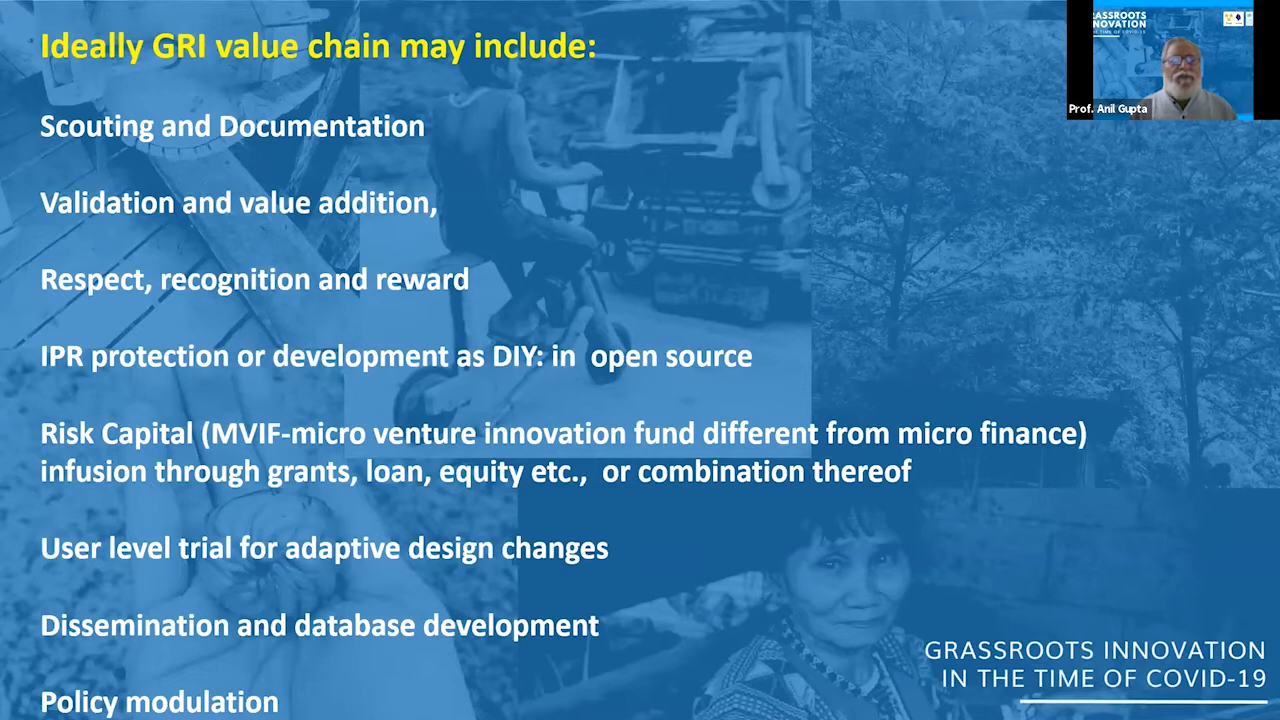 Ideally GRI value chain may include:
Scouting and Documentation
Validation and value addition,
Respect, recognition and reward
IPR protection or development as DIY: in  open source
Risk Capital (MVIF-micro venture innovation fund different from micro finance)
infusion through grants, loan, equity etc.,  or combination thereof
User level trial for adaptive design changes
Dissemination and database development
Policy modulation
Prof. Anil Gupta
GRASSROOTS INNOVATION
IN THE TIME OF COVID-19